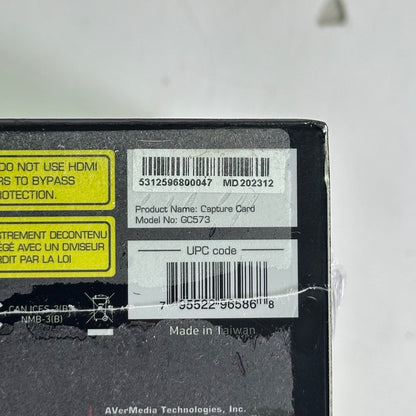 DO NOT USE HDMI
RS TO BYPASS
ROTECTION.
STREMENT DECONTENU
ÉGÉ AVEC UN DIVISEUR
RDIT PAR LA LOI
5312596800047 MD202312
Product Name: Capture Card
Model No: GC573
UPC code
7 95522 96586 8
CAN ICES-3(B)
NMB-3(B)
Made in Taiwan
AVerMedia Technologies, Inc.